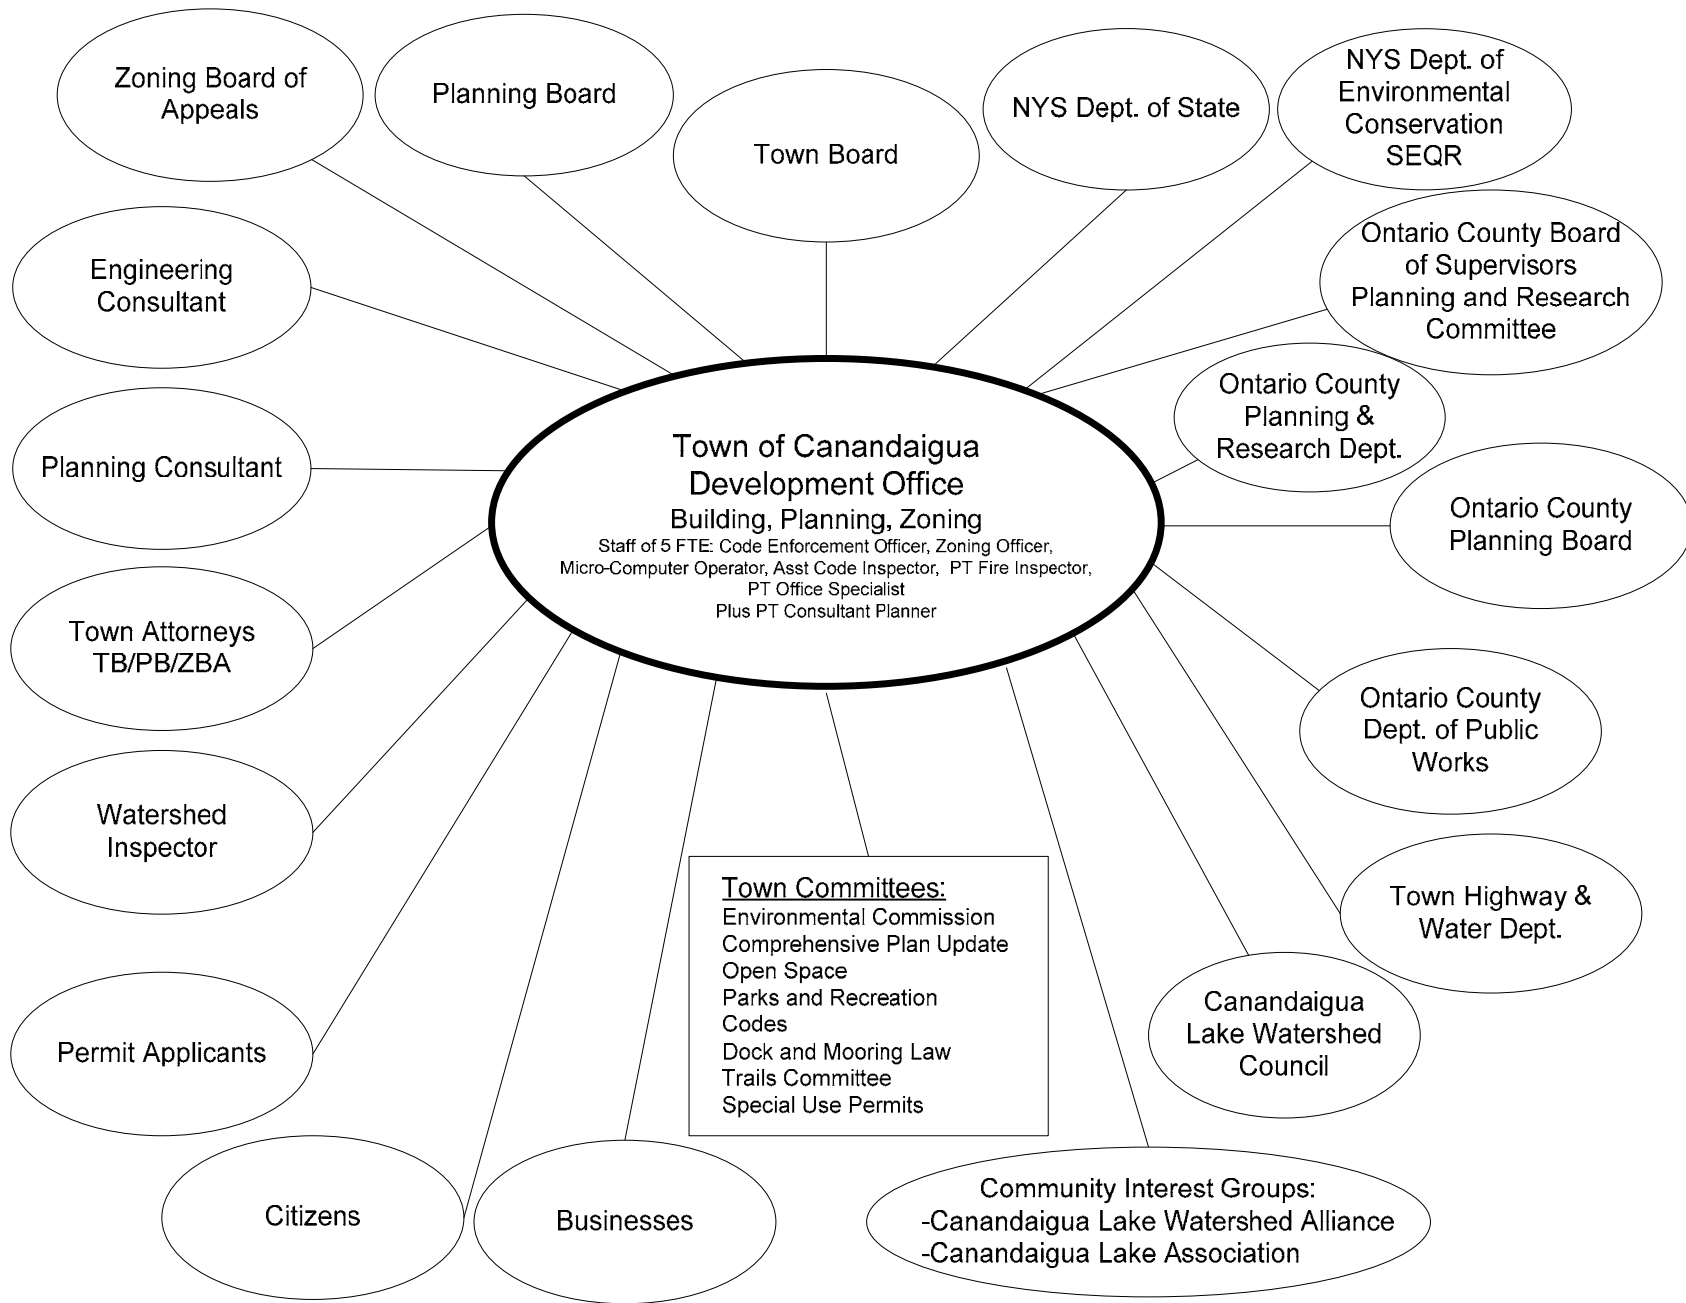 Zoning Board of
Appeals
Planning Board
Town Board
NYS Dept. of State
NYS Dept. of
Environmental
Conservation
SEQR
Engineering
Consultant
Ontario County Board
of Supervisors
Planning and Research
Committee
Ontario County
Planning &
Research Dept.
Planning Consultant
Town of Canandaigua
Development Office
Building, Planning, Zoning
Staff of 5 FTE: Code Enforcement Officer, Zoning Officer,
Micro-Computer Operator, Asst Code Inspector,  PT Fire Inspector,
PT Office Specialist
Plus PT Consultant Planner
Ontario County
Planning Board
Town Attorneys
TB/PB/ZBA
Ontario County
Dept. of Public
Works
Watershed
Inspector
Town Highway &
Water Dept.
Town Committees:
Environmental Commission
Comprehensive Plan Update
Open Space
Parks and Recreation
Codes
Dock and Mooring Law
Trails Committee
Special Use Permits
Canandaigua
Lake Watershed
Council
Permit Applicants
Citizens
Businesses
Community Interest Groups:
-Canandaigua Lake Watershed Alliance
-Canandaigua Lake Association